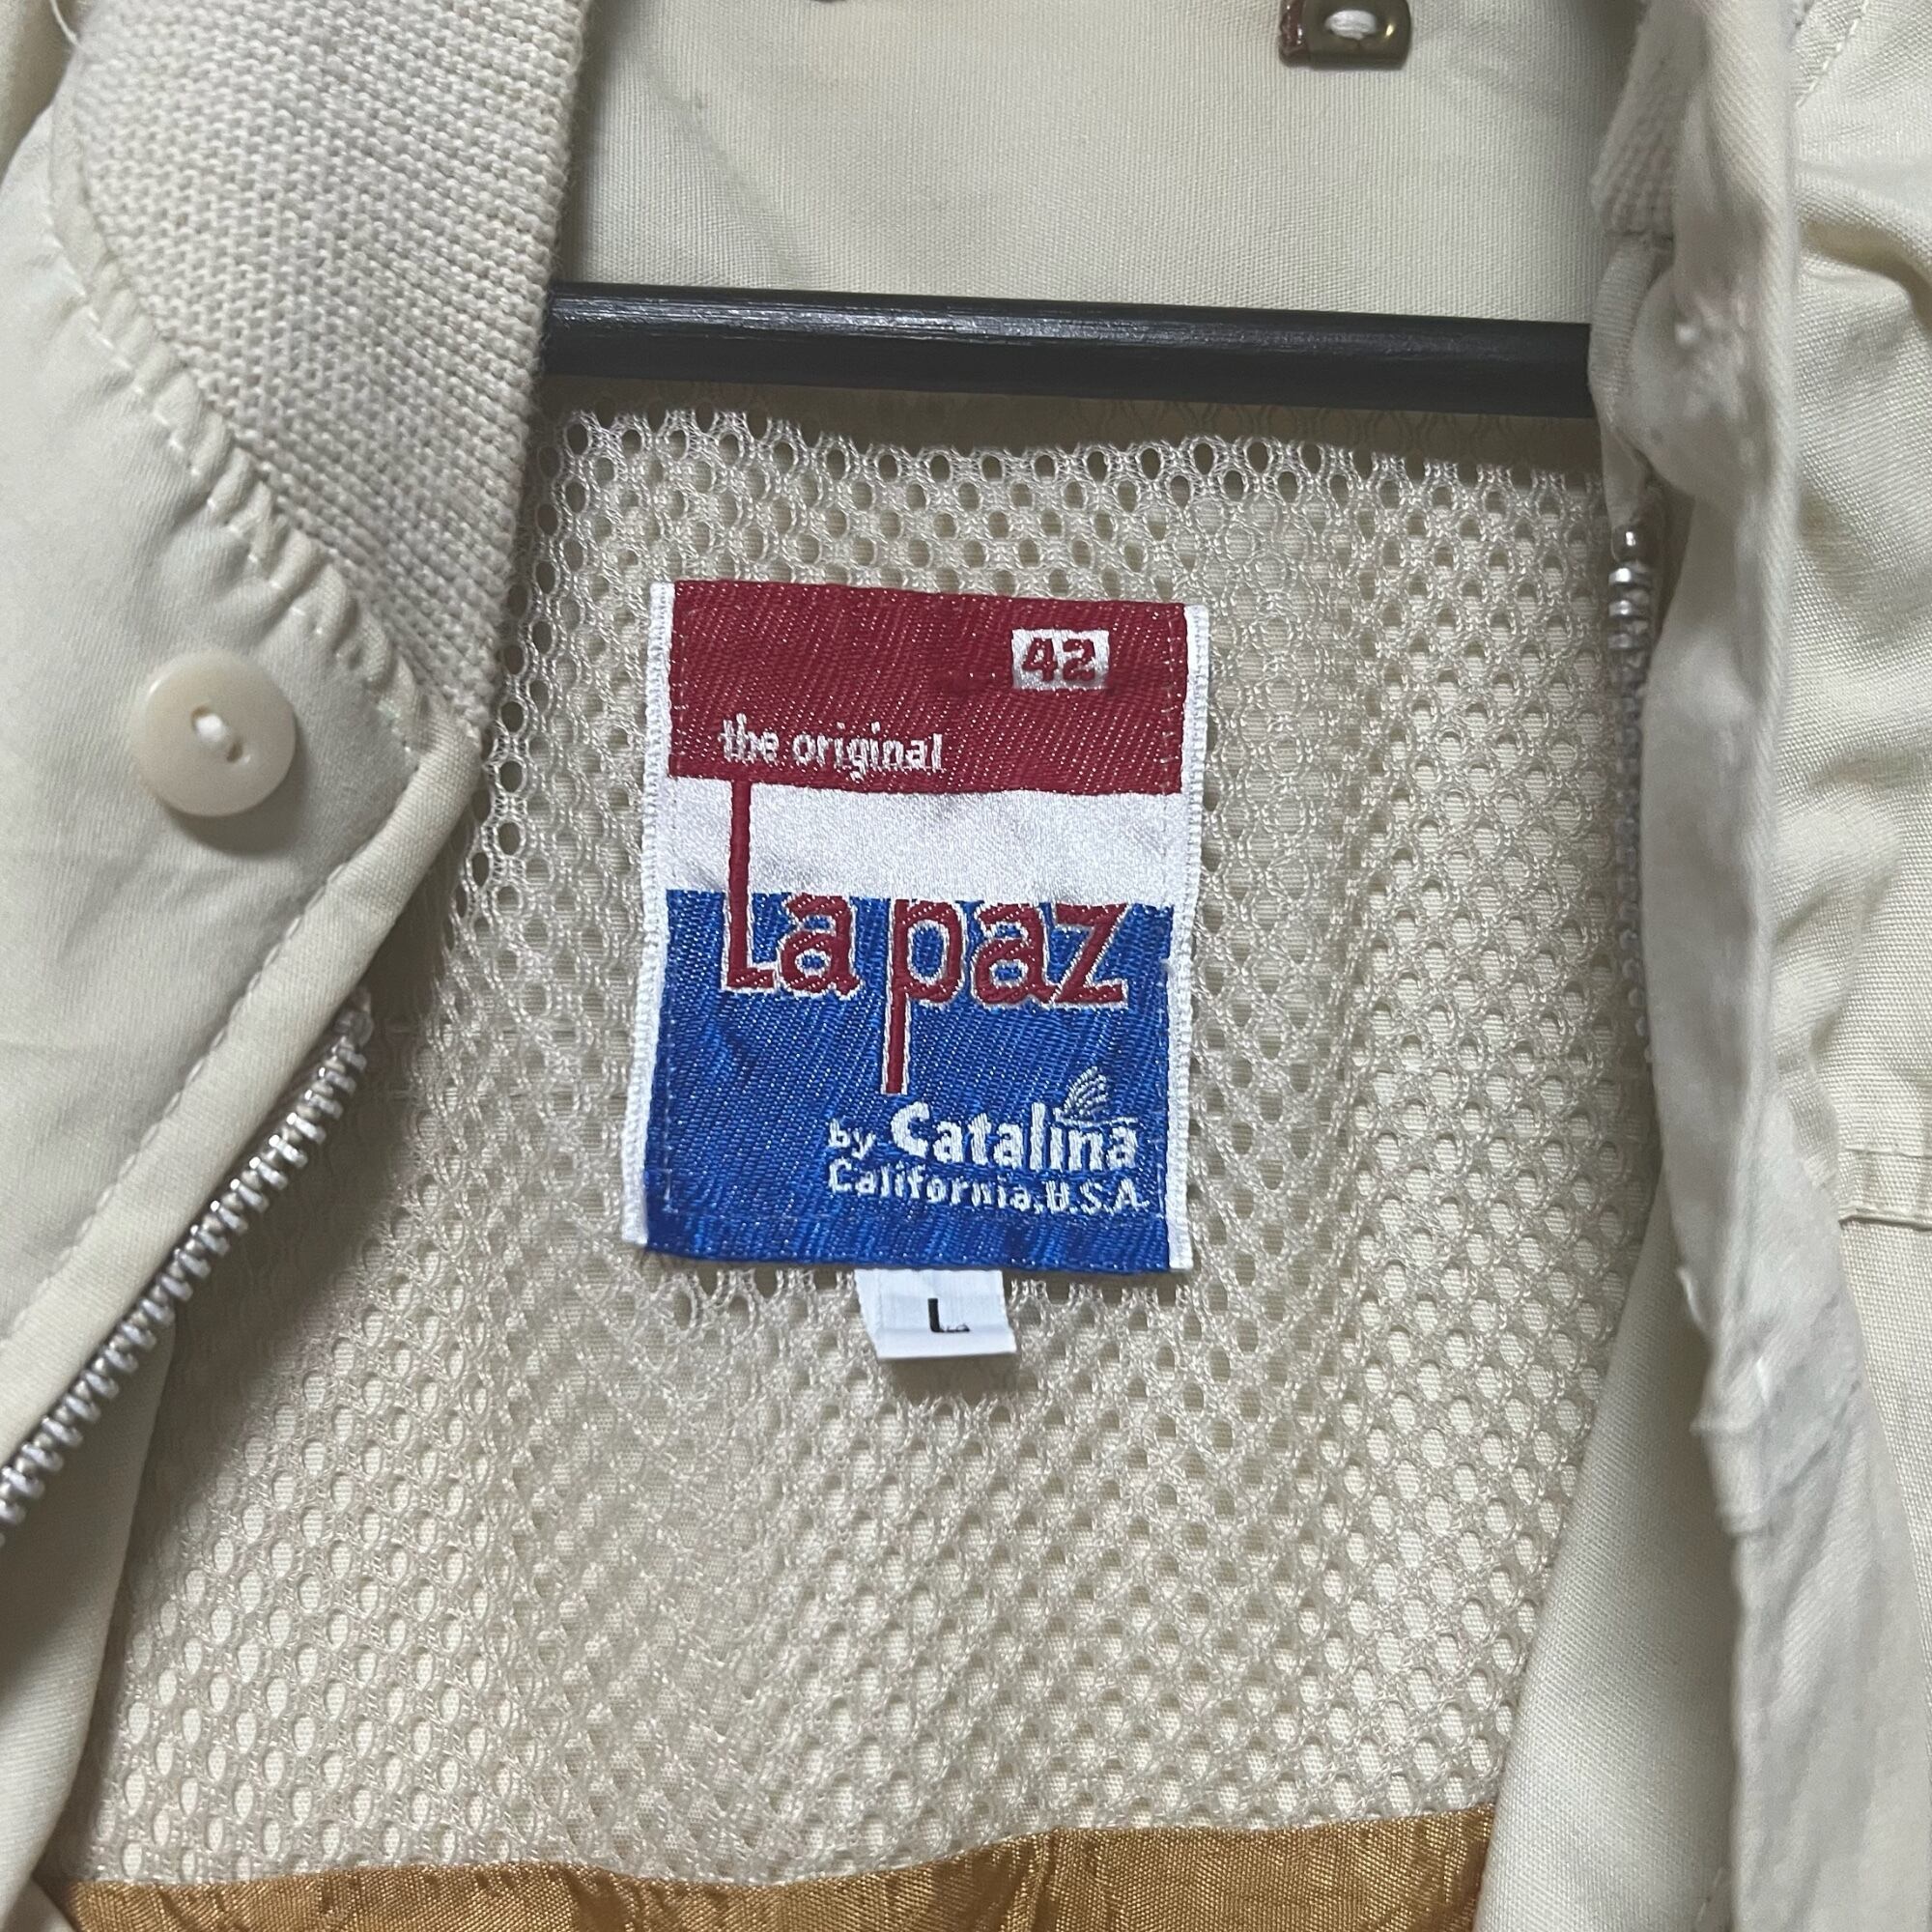 42
the original
La paz
by Catalina
California, U.S.A.
L